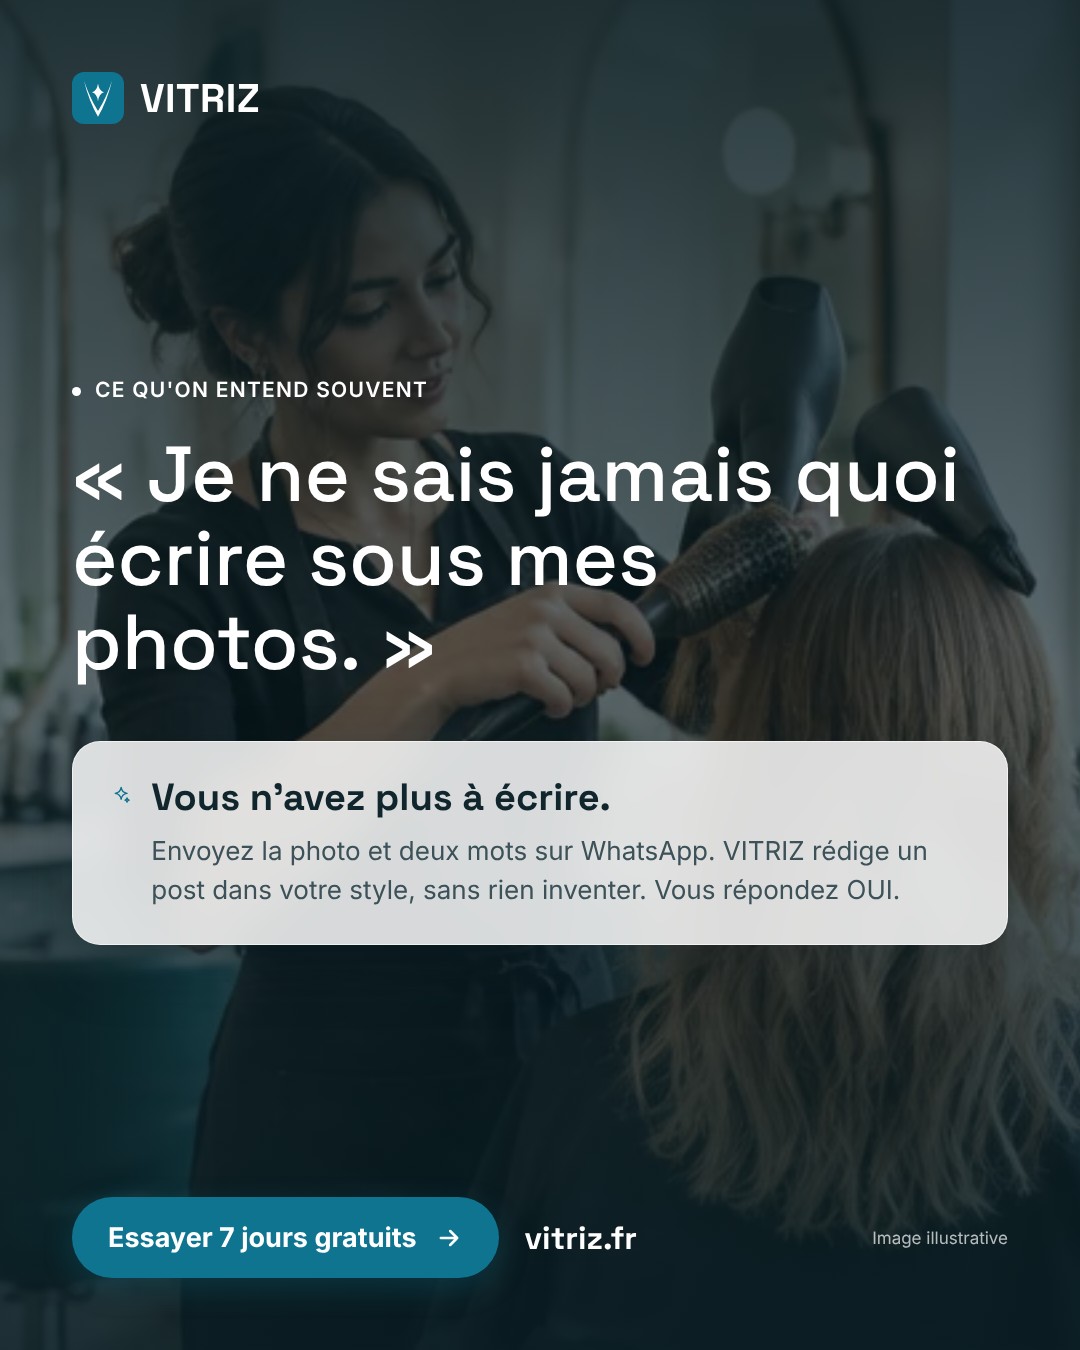 VITRIZ
• CE QU'ON ENTEND SOUVENT
« Je ne sais jamais quoi
écrire sous mes
photos. »
Vous n’avez plus à écrire.
Envoyez la photo et deux mots sur WhatsApp. VITRIZ rédige un
post dans votre style, sans rien inventer. Vous répondez OUI.
Essayer 7 jours gratuits →
vitriz.fr
Image illustrative